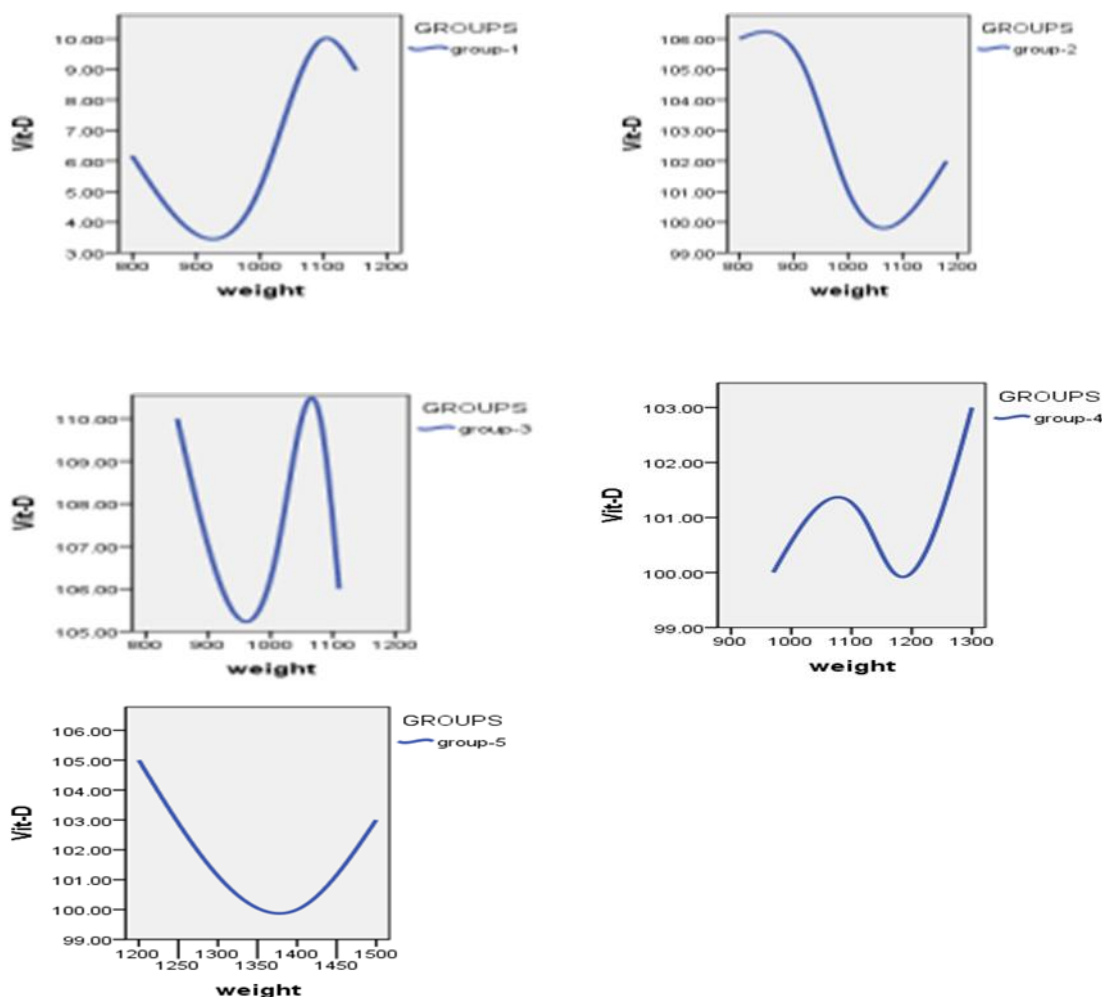 GROUPS
group-1
10.00
9.00
8.00
7.00
6.00
5.00
4.00
3.00
Vit-D
800 900 1000 1100 1200
weight
GROUPS
group-2
106.00
105.00
104.00
103.00
102.00
101.00
100.00
99.00
Vit-D
800 900 1000 1100 1200
weight
GROUPS
group-3
110.00
109.00
108.00
107.00
106.00
105.00
Vit-D
800 900 1000 1100 1200
weight
GROUPS
group-4
103.00
102.00
101.00
100.00
99.00
Vit-D
900 1000 1100 1200 1300
weight
GROUPS
group-5
106.00
105.00
104.00
103.00
102.00
101.00
100.00
99.00
Vit-D
1200 1300 1400 1500
1250 1350 1450
weight